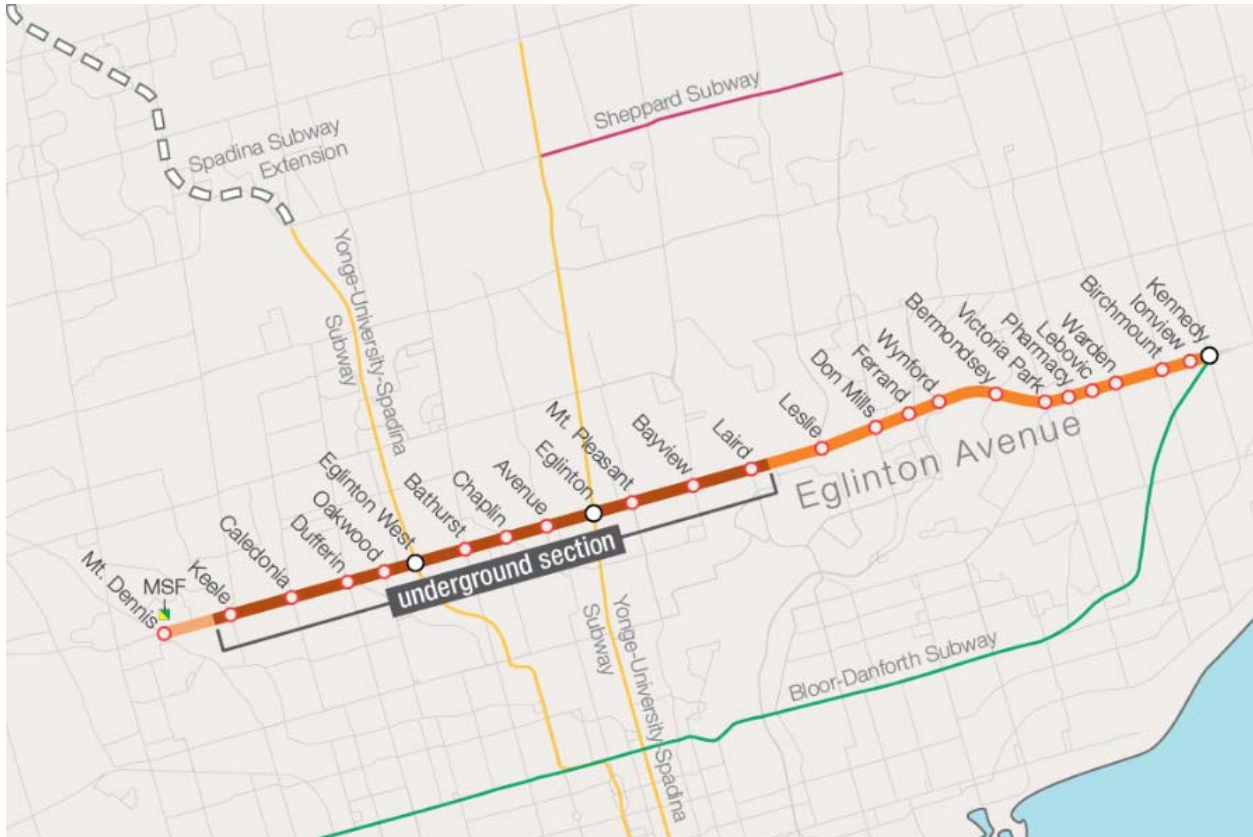 Spadina Subway
Extension
Sheppard Subway
Yonge-University-Spadina
Subway
Mt. Dennis
MSF
Keele
Caledonia
Dufferin
Oakwood
Eglinton West
Bathurst
Chaplin
Avenue
Eglinton
Mt. Pleasant
Bayview
Laird
Leslie
Don Mills
Ferrand
Wynford
Bermondsey
Victoria Park
Pharmacy
Lebovic
Warden
Birchmount
Ionview
Kennedy
Eglinton Avenue
underground section
Yonge-University-Spadina
Subway
Bloor-Danforth Subway